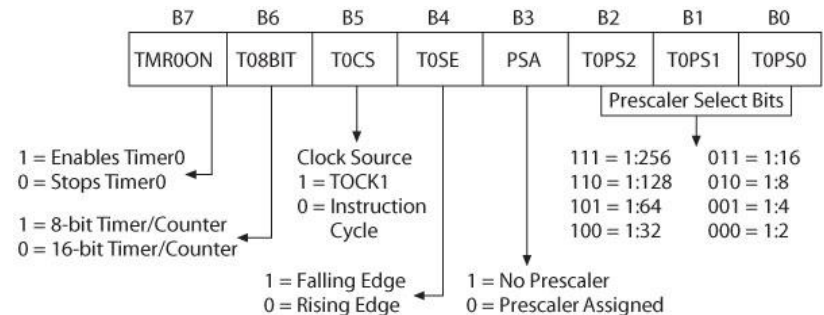 B7 B6 B5 B4 B3 B2 B1 B0
TMR0ON T08BIT T0CS T0SE PSA T0PS2 T0PS1 T0PS0
Prescaler Select Bits
1 = Enables Timer0
0 = Stops Timer0
Clock Source
1 = TOCK1
0 = Instruction
Cycle
111 = 1:256 011 = 1:16
110 = 1:128 010 = 1:8
101 = 1:64 001 = 1:4
100 = 1:32 000 = 1:2
1 = 8-bit Timer/Counter
0 = 16-bit Timer/Counter
1 = Falling Edge
0 = Rising Edge
1 = No Prescaler
0 = Prescaler Assigned